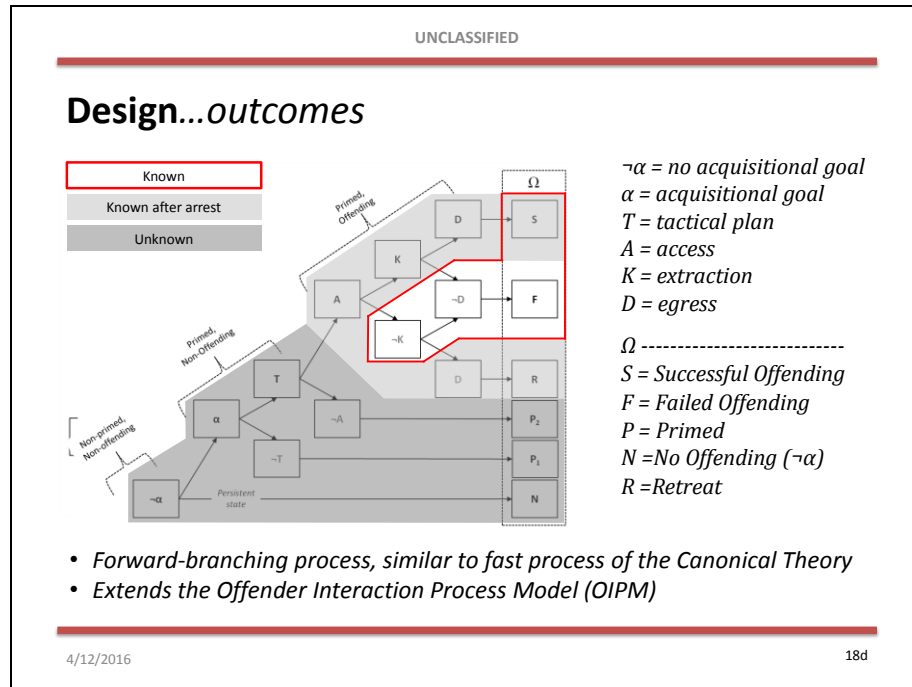 UNCLASSIFIED
Design...outcomes
Known
Known after arrest
Unknown
Primed,
Offending
Ω
D
S
K
A
¬D
F
¬K
Primed,
Non-Offending
T
D
R
α
¬A
P2
Non-primed,
Non-offending
¬T
P1
¬α
Persistent
state
N
¬α = no acquisitional goal
α = acquisitional goal
T = tactical plan
A = access
K = extraction
D = egress
Ω ----------------------------
S = Successful Offending
F = Failed Offending
P = Primed
N =No Offending (¬α)
R =Retreat
• Forward-branching process, similar to fast process of the Canonical Theory
• Extends the Offender Interaction Process Model (OIPM)
4/12/2016
18d